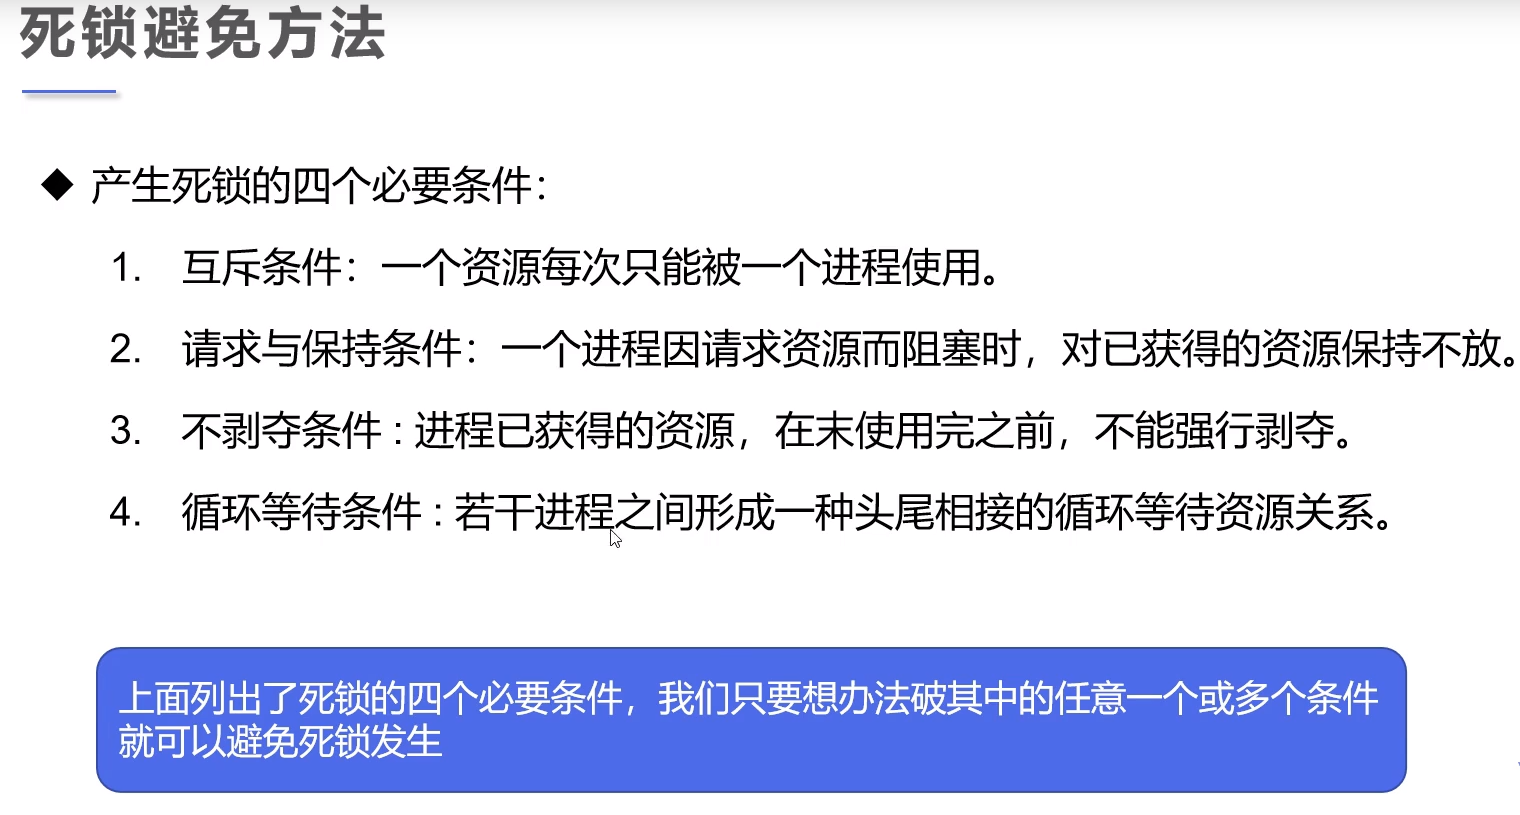 死锁避免方法
◆ 产生死锁的四个必要条件：
1. 互斥条件：一个资源每次只能被一个进程使用。
2. 请求与保持条件：一个进程因请求资源而阻塞时，对已获得的资源保持不放。
3. 不剥夺条件 : 进程已获得的资源，在末使用完之前，不能强行剥夺。
4. 循环等待条件 : 若干进程之间形成一种头尾相接的循环等待资源关系。
上面列出了死锁的四个必要条件，我们只要想办法破其中的任意一个或多个条件
就可以避免死锁发生